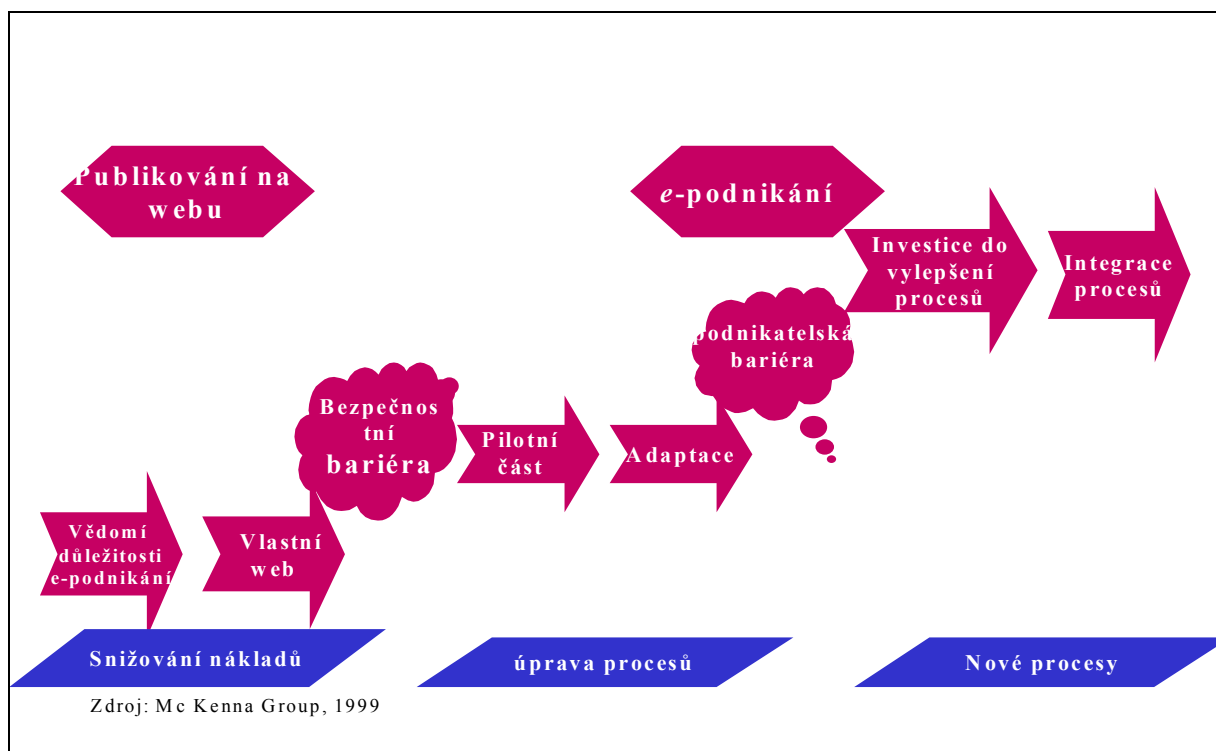 Publikování na
webu
e-podnikání
Investice do
vylepšení
procesů
Integrace
procesů
podnikatelská
bariéra
Bezpečnos
tní
bariéra
Pilotní
část
Adaptace
Vědomí
důležitosti
e-podnikání
Vlastní
web
Snižování nákladů
úprava procesů
Nové procesy
Zdroj: Mc Kenna Group, 1999